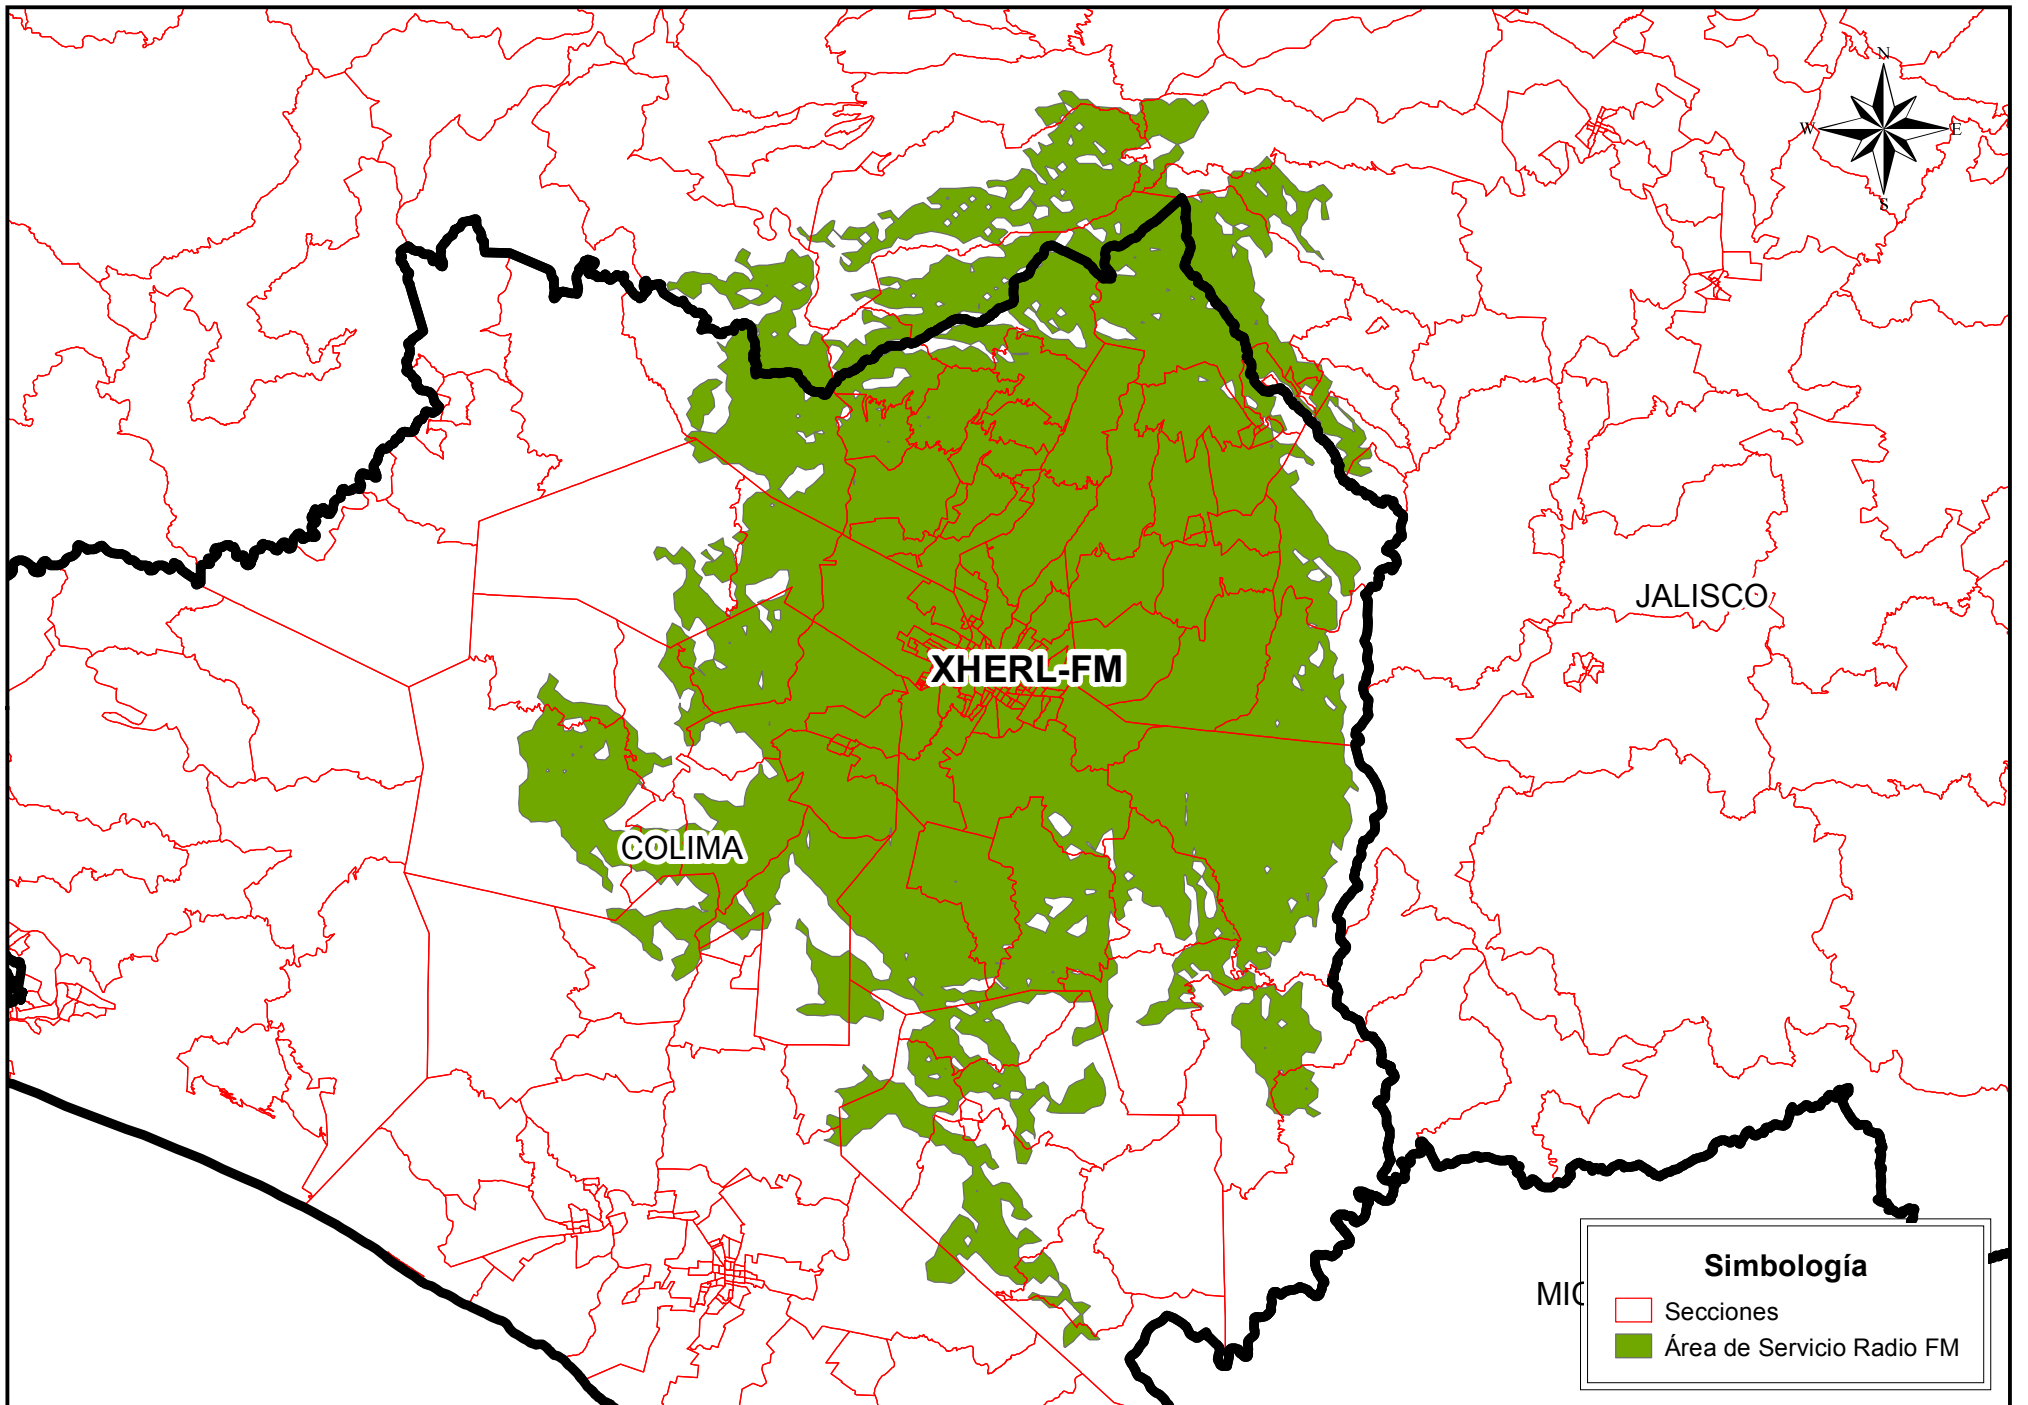 N
W E
S
JALISCO
XHERL-FM
COLIMA
MIC
Simbología
Secciones
Área de Servicio Radio FM